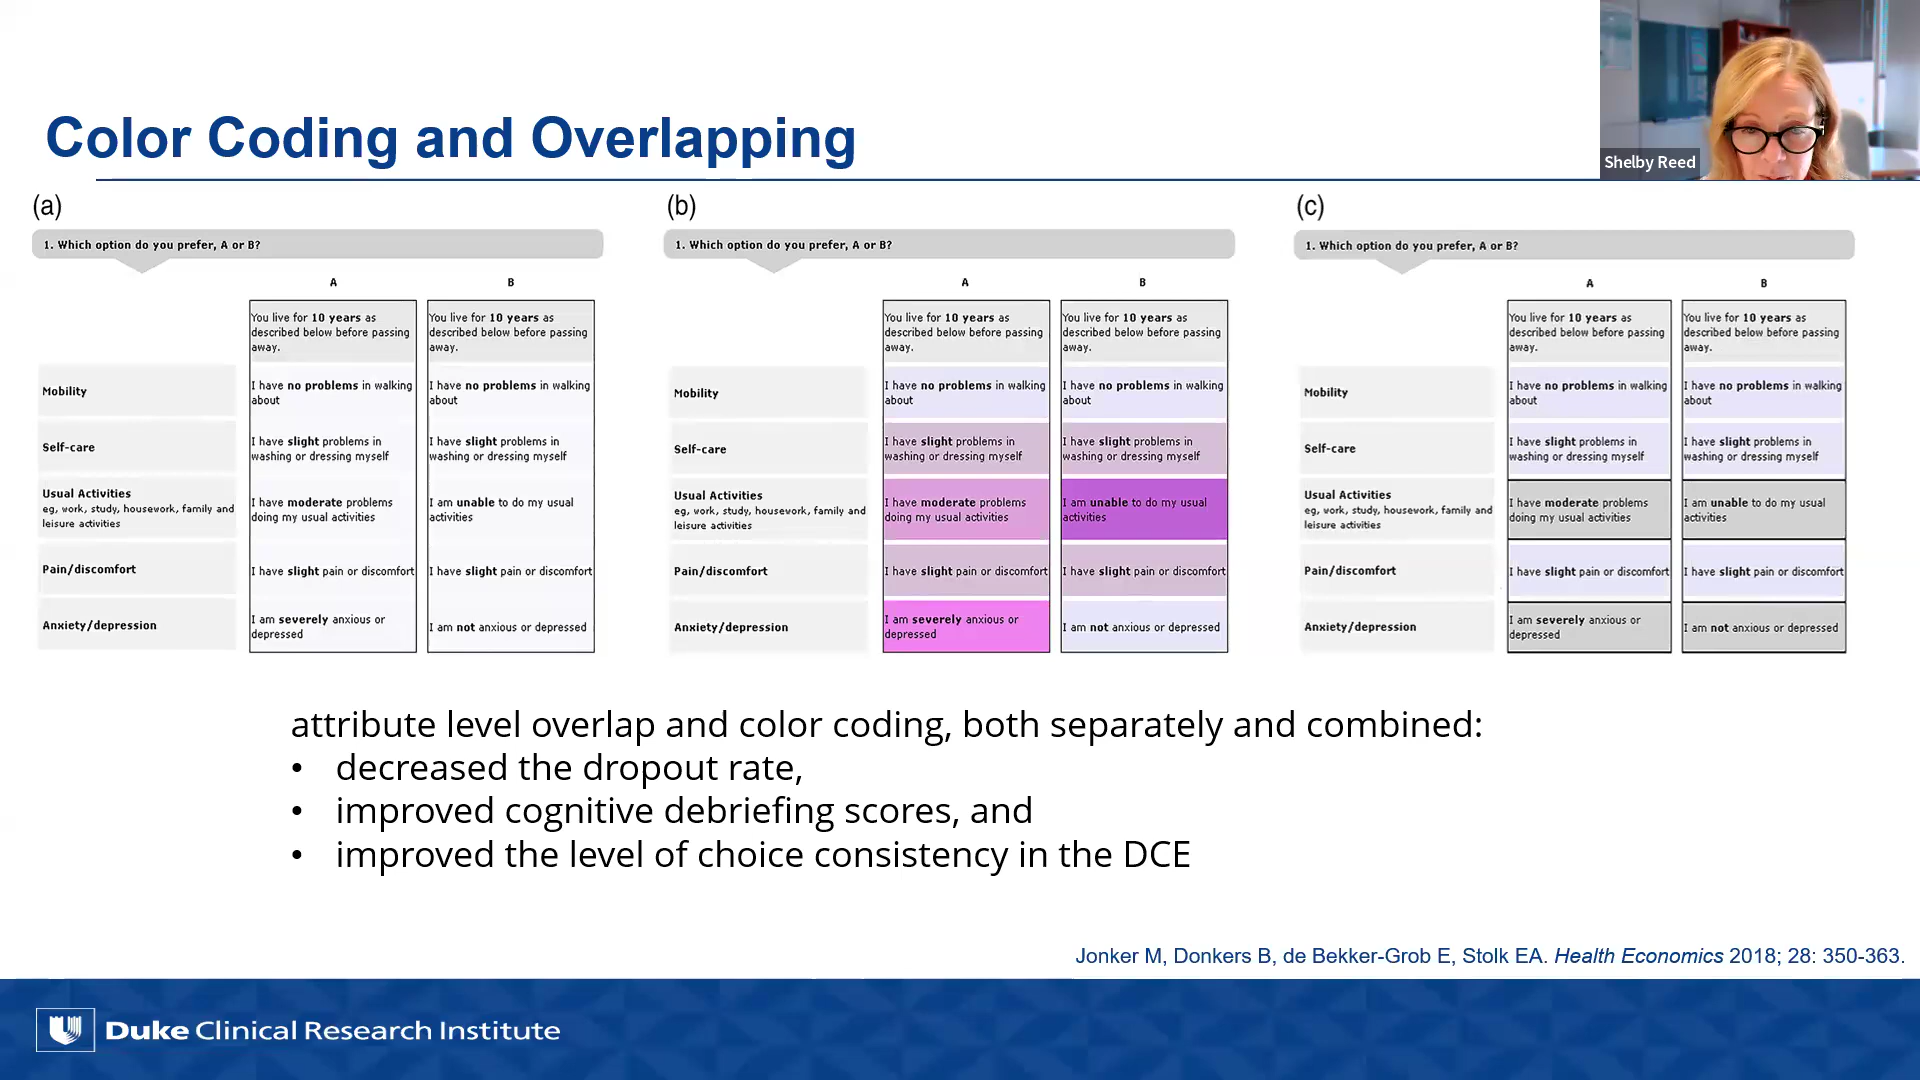 Color Coding and Overlapping
Shelby Reed
(a)
1. Which option do you prefer, A or B?
A
B
You live for 10 years as
described below before passing
away.
You live for 10 years as
described below before passing
away.
Mobility
I have no problems in walking
about
I have no problems in walking
about
Self-care
I have slight problems in
washing or dressing myself
I have slight problems in
washing or dressing myself
Usual Activities
eg, work, study, housework, family and
leisure activities
I have moderate problems
doing my usual activities
I am unable to do my usual
activities
Pain/discomfort
I have slight pain or discomfort
I have slight pain or discomfort
Anxiety/depression
I am severely anxious or
depressed
I am not anxious or depressed
(b)
1. Which option do you prefer, A or B?
A
B
You live for 10 years as
described below before passing
away.
You live for 10 years as
described below before passing
away.
Mobility
I have no problems in walking
about
I have no problems in walking
about
Self-care
I have slight problems in
washing or dressing myself
I have slight problems in
washing or dressing myself
Usual Activities
eg, work, study, housework, family and
leisure activities
I have moderate problems
doing my usual activities
I am unable to do my usual
activities
Pain/discomfort
I have slight pain or discomfort
I have slight pain or discomfort
Anxiety/depression
I am severely anxious or
depressed
I am not anxious or depressed
(c)
1. Which option do you prefer, A or B?
A
B
You live for 10 years as
described below before passing
away.
You live for 10 years as
described below before passing
away.
Mobility
I have no problems in walking
about
I have no problems in walking
about
Self-care
I have slight problems in
washing or dressing myself
I have slight problems in
washing or dressing myself
Usual Activities
eg, work, study, housework, family and
leisure activities
I have moderate problems
doing my usual activities
I am unable to do my usual
activities
Pain/discomfort
I have slight pain or discomfort
I have slight pain or discomfort
Anxiety/depression
I am severely anxious or
depressed
I am not anxious or depressed
attribute level overlap and color coding, both separately and combined:
• decreased the dropout rate,
• improved cognitive debriefing scores, and
• improved the level of choice consistency in the DCE
Jonker M, Donkers B, de Bekker-Grob E, Stolk EA. Health Economics 2018; 28: 350-363.
Duke Clinical Research Institute